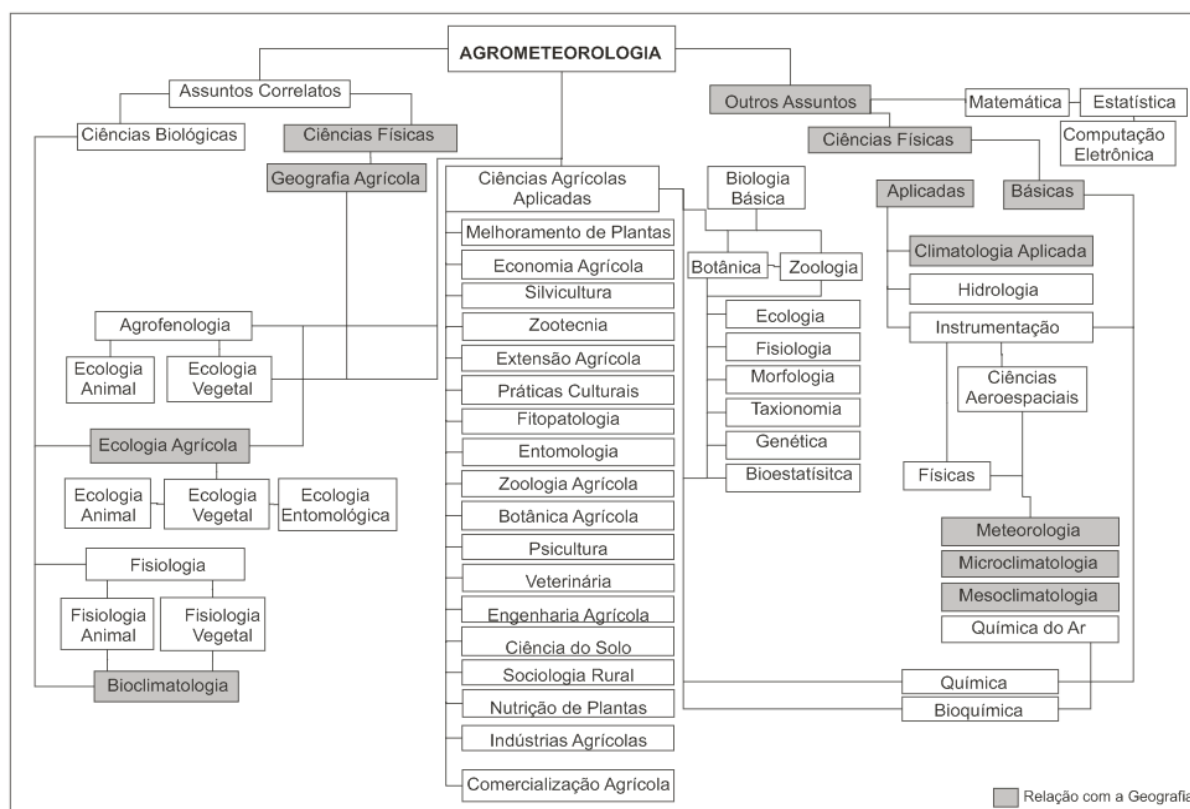 AGROMETEOROLOGIA
Assuntos Correlatos
Ciências Biológicas
Ciências Físicas
Geografia Agrícola
Outros Assuntos
Matemática
Estatística
Computação
Eletrônica
Ciências Físicas
Aplicadas
Básicas
Ciências Agrícolas
Aplicadas
Melhoramento de Plantas
Economia Agrícola
Silvicultura
Zootecnia
Extensão Agrícola
Práticas Culturais
Fitopatologia
Entomologia
Zoologia Agrícola
Botânica Agrícola
Psicultura
Veterinária
Engenharia Agrícola
Ciência do Solo
Sociologia Rural
Nutrição de Plantas
Indústrias Agrícolas
Comercialização Agrícola
Biologia
Básica
Botânica
Zoologia
Ecologia
Fisiologia
Morfologia
Taxionomia
Genética
Bioestatísitca
Climatologia Aplicada
Hidrologia
Instrumentação
Ciências
Aeroespaciais
Físicas
Meteorologia
Microclimatologia
Mesoclimatologia
Química do Ar
Química
Bioquímica
Agrofenologia
Ecologia
Animal
Ecologia
Vegetal
Ecologia Agrícola
Ecologia
Animal
Ecologia
Vegetal
Ecologia
Entomológica
Fisiologia
Fisiologia
Animal
Fisiologia
Vegetal
Bioclimatologia
Relação com a Geografia